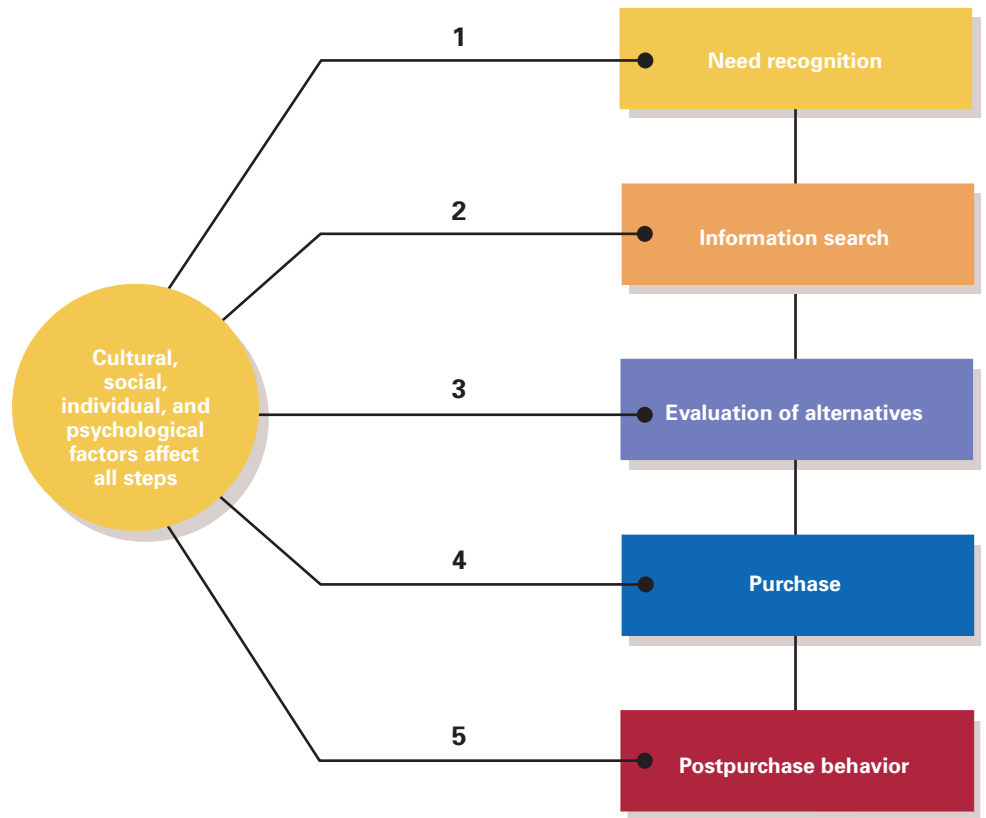 1
Need recognition
2
Information search
Cultural,
social,
individual, and
psychological
factors affect
all steps
3
Evaluation of alternatives
4
Purchase
5
Postpurchase behavior